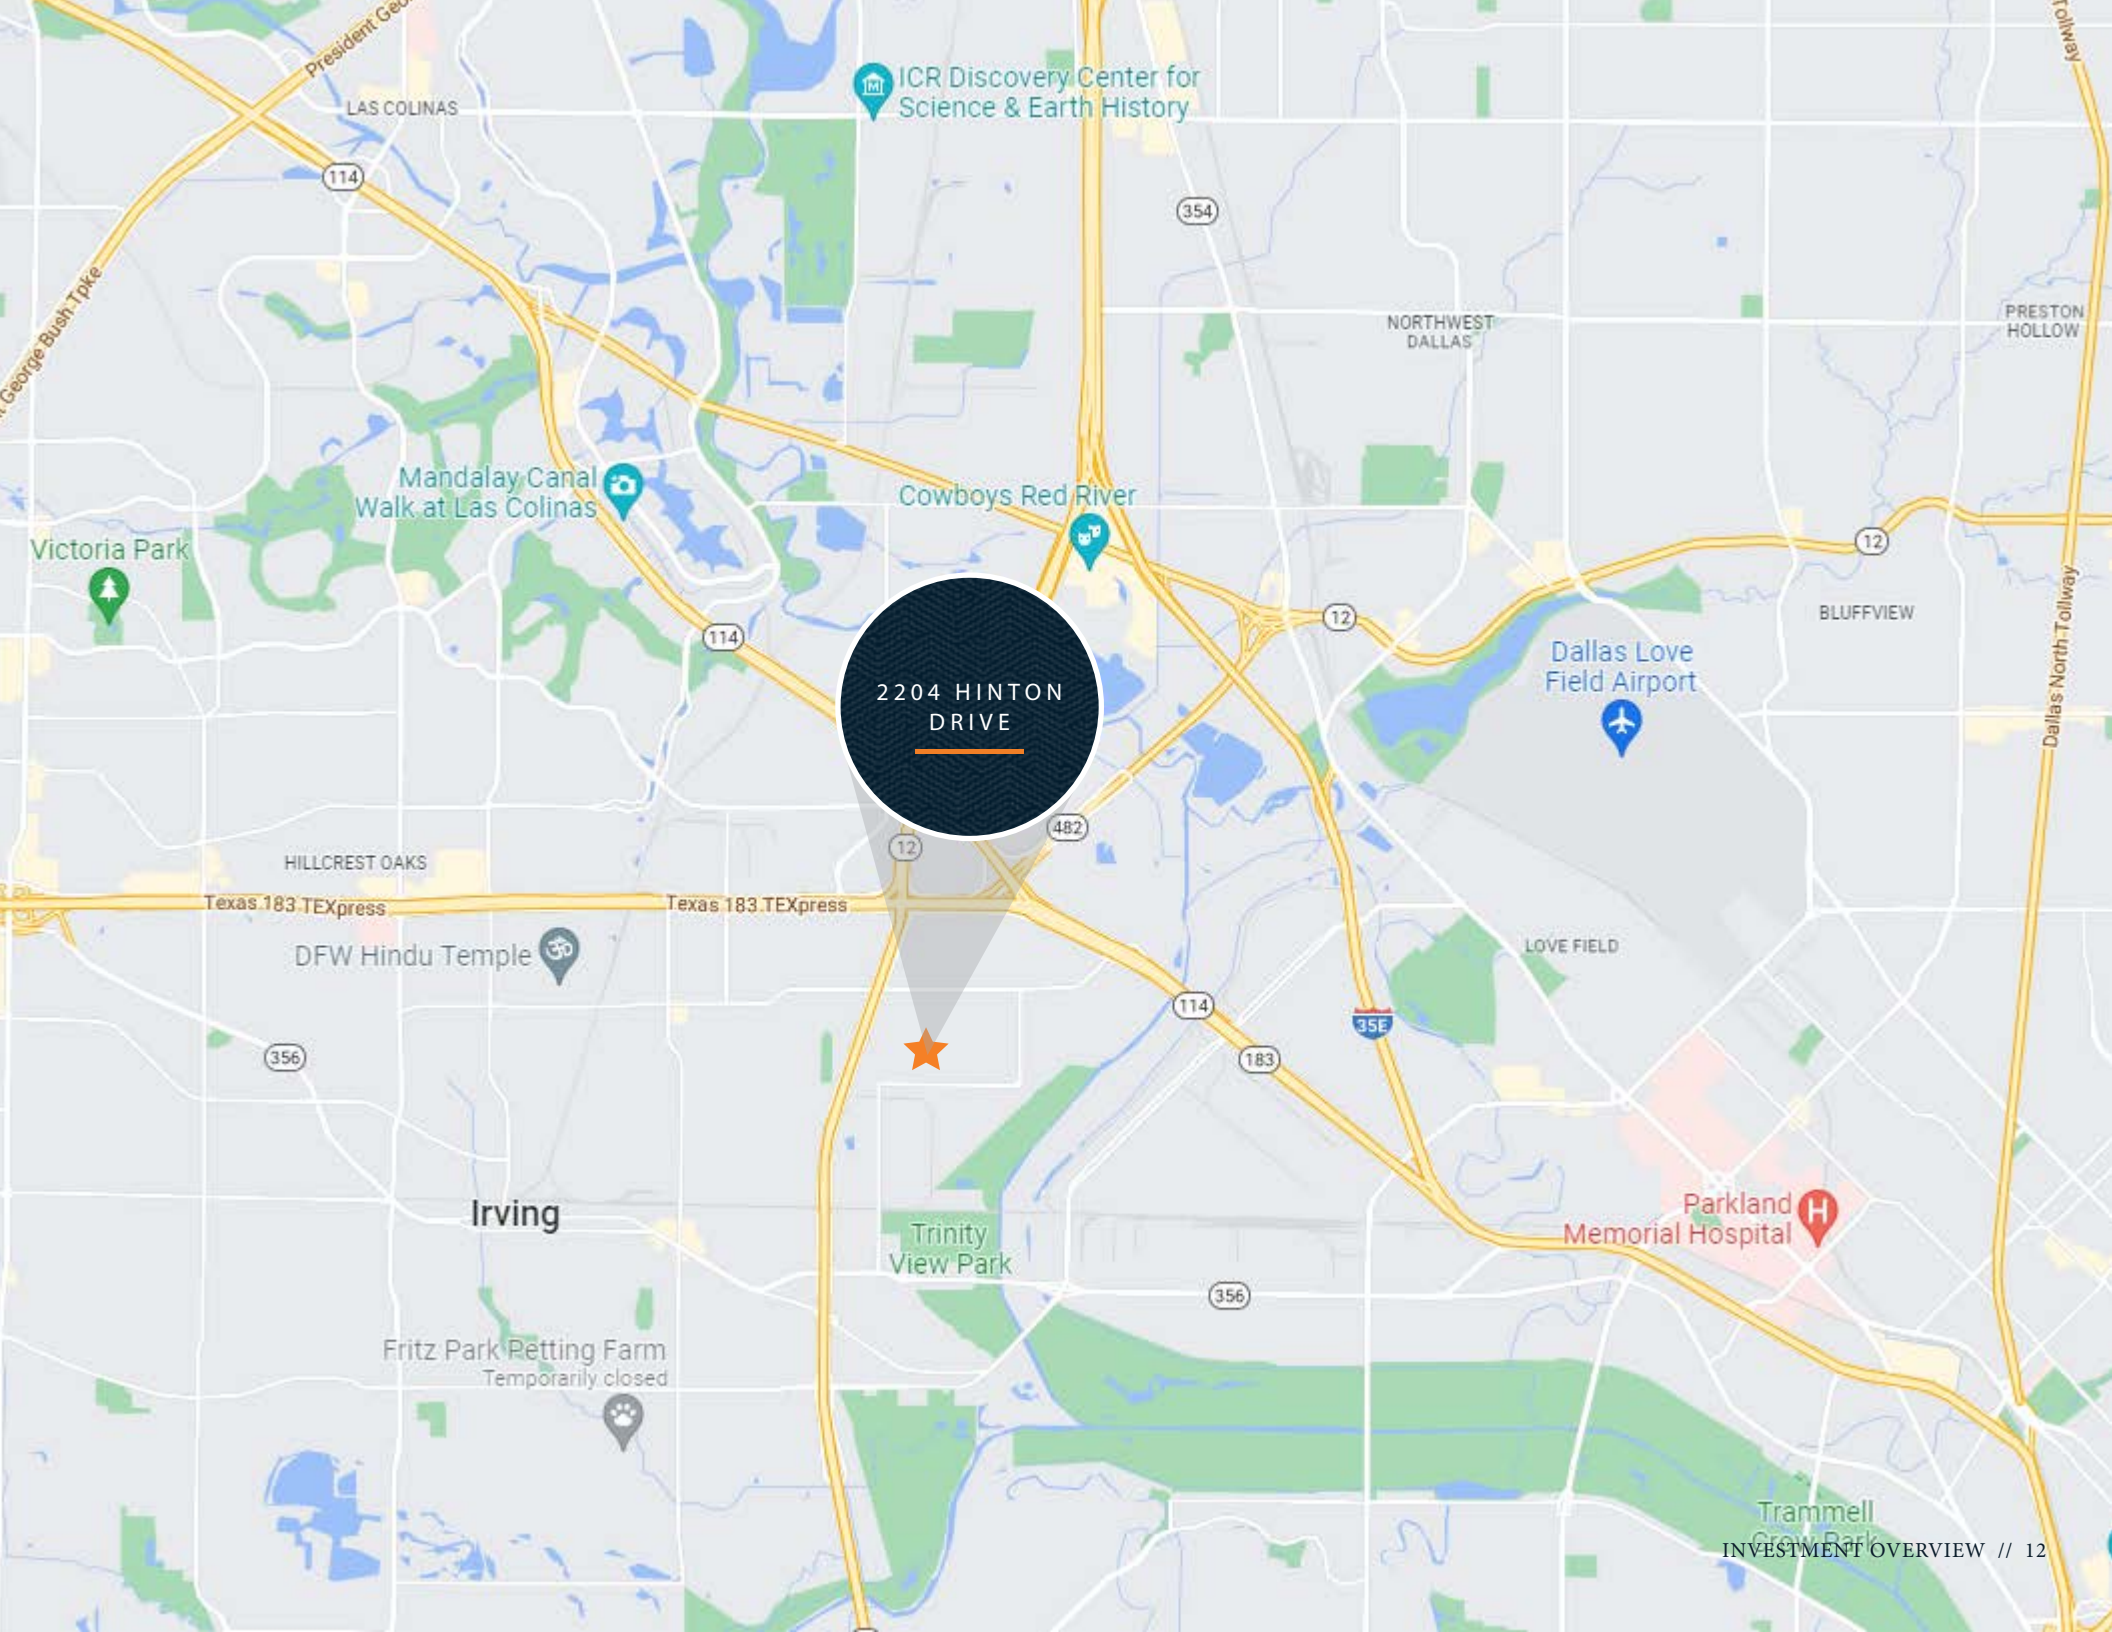 President Geo
Tollway
ICR Discovery Center for
Science & Earth History
LAS COLINAS
114
354
George Bush Tpke
NORTHWEST
DALLAS
PRESTON
HOLLOW
Mandalay Canal
Walk at Las Colinas
Cowboys Red River
Victoria Park
12
114
12
BLUFFVIEW
Dallas Love
Field Airport
Dallas North Tollway
2204 HINTON
DRIVE
482
12
HILLCREST OAKS
Texas 183 TEXpress
Texas 183 TEXpress
DFW Hindu Temple
LOVE FIELD
114
35E
356
183
Irving
Trinity
View Park
Parkland
Memorial Hospital
356
Fritz Park Petting Farm
Temporarily closed
Trammell
Crow Park
INVESTMENT OVERVIEW // 12